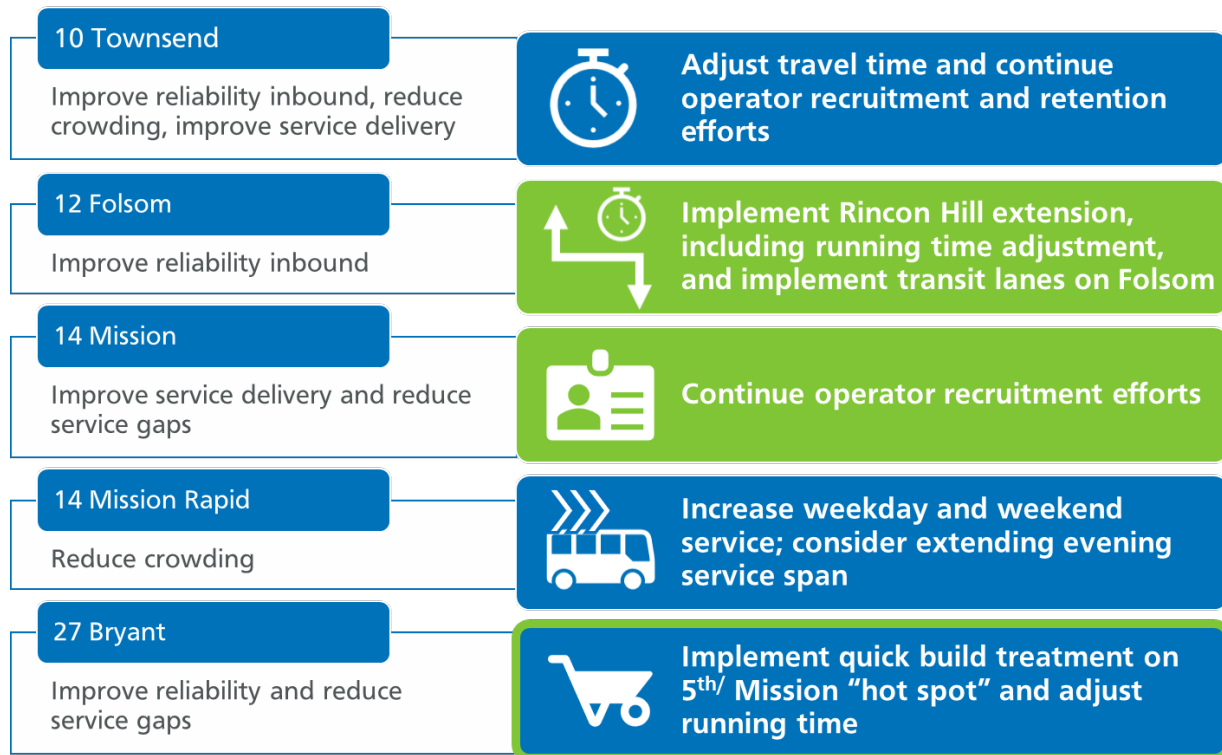 10 Townsend
Improve reliability inbound, reduce
crowding, improve service delivery
Adjust travel time and continue
operator recruitment and retention
efforts
12 Folsom
Improve reliability inbound
Implement Rincon Hill extension,
including running time adjustment,
and implement transit lanes on Folsom
14 Mission
Improve service delivery and reduce
service gaps
Continue operator recruitment efforts
14 Mission Rapid
Reduce crowding
Increase weekday and weekend
service; consider extending evening
service span
27 Bryant
Improve reliability and reduce
service gaps
Implement quick build treatment on
5th/ Mission “hot spot” and adjust
running time